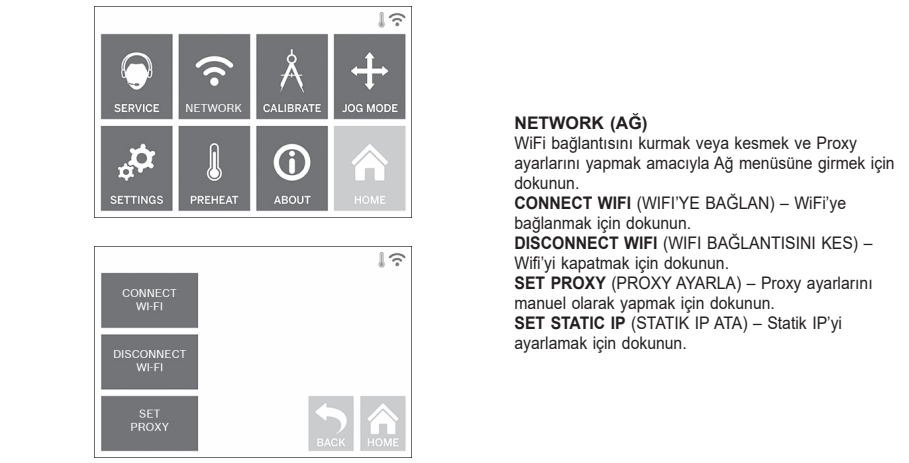 SERVICE NETWORK CALIBRATE JOG MODE
SETTINGS PREHEAT ABOUT HOME
CONNECT
WI-FI
DISCONNECT
WI-FI
SET
PROXY
BACK HOME
NETWORK (AĞ)
WiFi bağlantısını kurmak veya kesmek ve Proxy
ayarlarını yapmak amacıyla Ağ menüsüne girmek için
dokunun.
CONNECT WIFI (WIFI'YE BAĞLAN) – WiFi'ye
bağlanmak için dokunun.
DISCONNECT WIFI (WIFI BAĞLANTISINI KES) –
Wifi'yi kapatmak için dokunun.
SET PROXY (PROXY AYARLA) – Proxy ayarlarını
manuel olarak yapmak için dokunun.
SET STATIC IP (STATIK IP ATA) – Statik IP'yi
ayarlamak için dokunun.